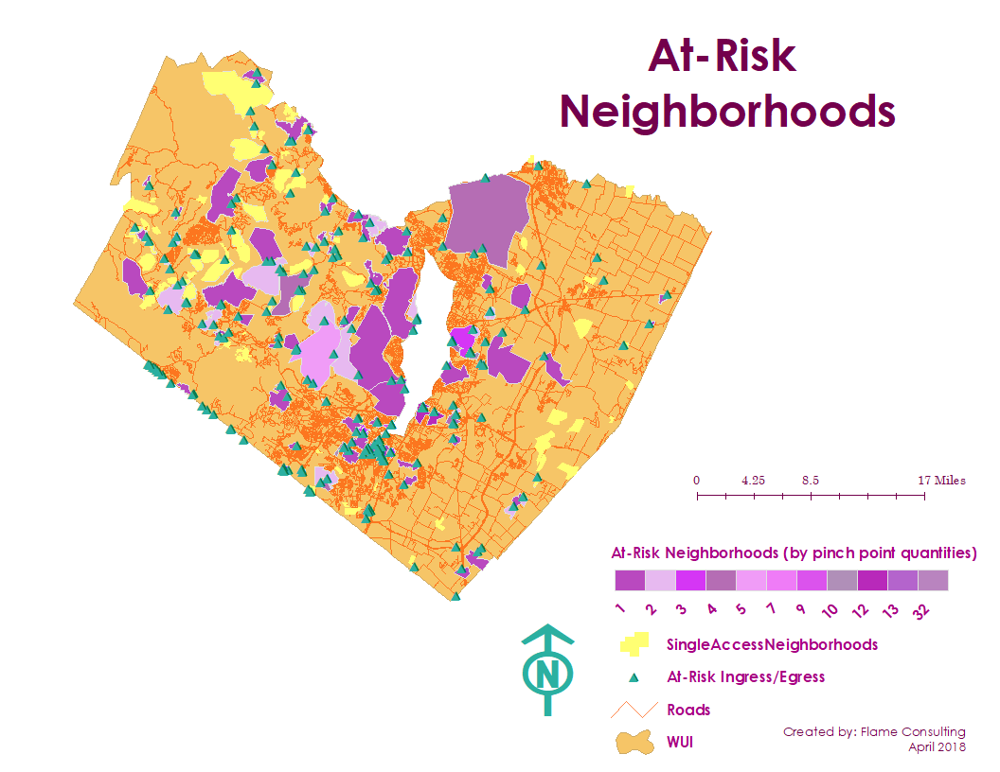 At-Risk
Neighborhoods
0 4.25 8.5 17 Miles
At-Risk Neighborhoods (by pinch point quantities)
1 2 3 4 5 7 9 10 12 13 32
SingleAccessNeighborhoods
At-Risk Ingress/Egress
N
Roads
WUI
Created by: Flame Consulting
April 2018